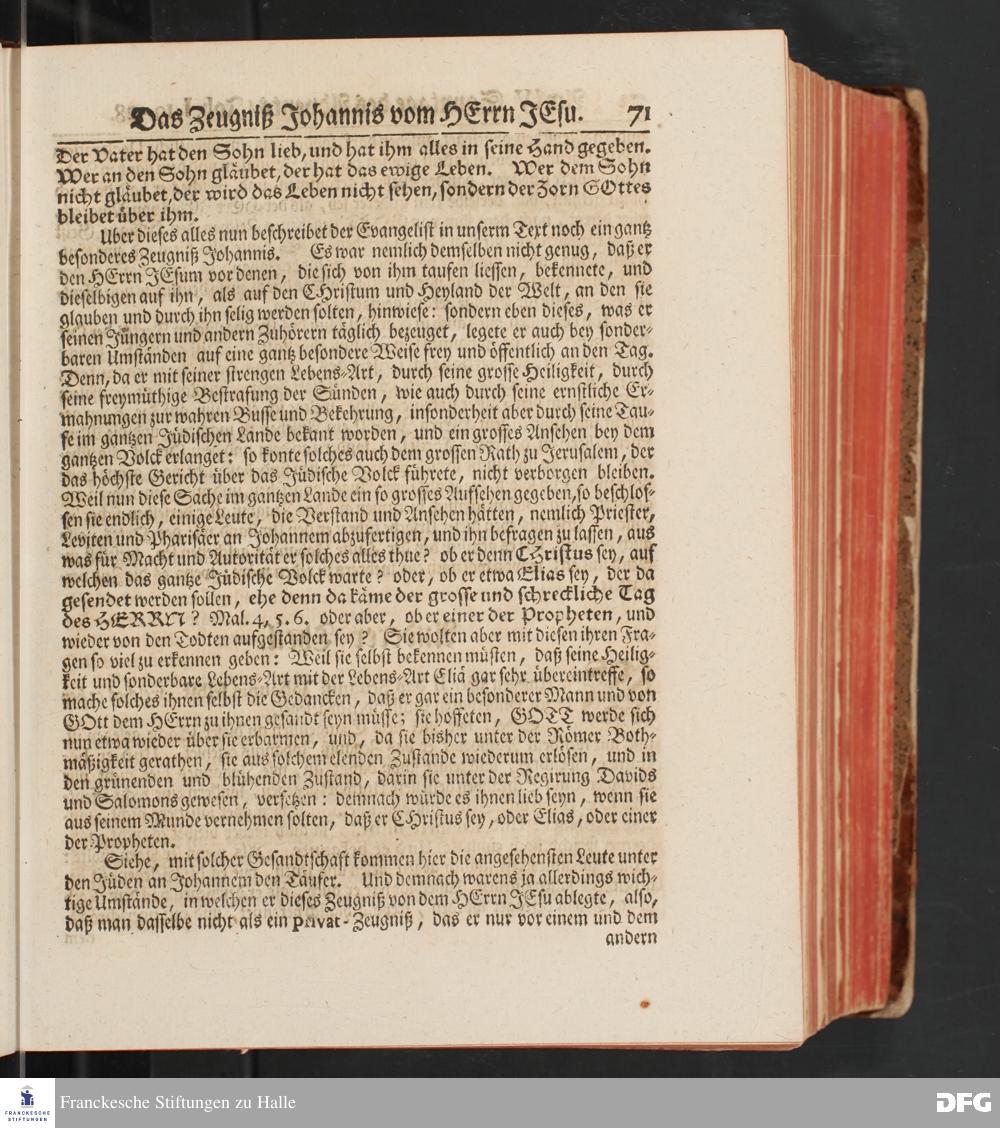 Das Zeugniß Johannis vom HErrn JEsu. 71
Der Vater hat den Sohn lieb, und hat ihm alles in seine Hand gegeben.
Wer an den Sohn gläubet, der hat das ewige Leben. Wer dem Sohn
nicht gläubet, der wird das Leben nicht sehen, sondern der Zorn GOttes
bleibet über ihm.
Uber dieses alles nun beschreibet der Evangelist in unserm Text noch ein gantz
besonderes Zeugniß Johannis. Es war nemlich demselben nicht genug, daß er
den HErrn JEsum vor denen, die sich von ihm taufen liessen, bekennete, und
dieselbigen auf ihn, als auf den CHristum und Heyland der Welt, an den sie
glauben und durch ihn selig werden solten, hinwiese: sondern eben dieses, was er
seinen Jüngern und andern Zuhörern täglich bezeuget, legete er auch bey sonder-
baren Umständen auf eine gantz besondere Weise frey und öffentlich an den Tag.
Denn, da er mit seiner strengen Lebens-Art, durch seine grosse Heiligkeit, durch
seine freymüthige Bestrafung der Sünden, wie auch durch seine ernstliche Er-
mahnungen zur wahren Busse und Bekehrung, insonderheit aber durch seine Tau-
fe im gantzen Jüdischen Lande bekant worden, und ein grosses Ansehen bey dem
gantzen Volck erlanget: so konte solches auch dem grossen Rath zu Jerusalem, der
das höchste Gericht über das Jüdische Volck führete, nicht verborgen bleiben.
Weil nun diese Sache im gantzen Lande ein so grosses Aufsehen gegeben, so beschlos-
sen sie endlich, einige Leute, die Verstand und Ansehen hätten, nemlich Priester,
Leviten und Pharisäer an Johannem abzufertigen, und ihn befragen zu lassen, aus
was für Macht und Autorität er solches alles thue? ob er denn CHristus sey, auf
welchen das gantze Jüdische Volck warte? oder, ob er etwa Elias sey, der da
gesendet werden sollen, ehe denn da käme der grosse und schreckliche Tag
des HERRN? Mal. 4, 5. 6. oder aber, ob er einer der Propheten, und
wieder von den Todten aufgestanden sey? Sie wolten aber mit diesen ihren Fra-
gen so viel zu erkennen geben: Weil sie selbst bekennen müsten, daß seine Heilig-
keit und sonderbare Lebens-Art mit der Lebens-Art Eliä gar sehr übereintreffe, so
mache solches ihnen selbst die Gedancken, daß er gar ein besonderer Mann und von
GOtt dem HErrn zu ihnen gesandt seyn müsse; sie hoffeten, GOTT werde sich
nun etwa wieder über sie erbarmen, und, da sie bisher unter der Römer Both-
mäßigkeit gerathen, sie aus solchem elenden Zustande wiederum erlösen, und in
den grünenden und blühenden Zustand, darin sie unter der Regirung Davids
und Salomons gewesen, versetzen: demnach würde es ihnen lieb seyn, wenn sie
aus seinem Munde vernehmen solten, daß er CHristus sey, oder Elias, oder einer
der Propheten.
Siehe, mit solcher Gesandtschaft kommen hier die angesehensten Leute unter
den Jüden an Johannem den Täufer. Und demnach warens ja allerdings wich-
tige Umstände, in welchen er dieses Zeugniß von dem HErrn JEsu ablegte, also,
daß man dasselbe nicht als ein privat-Zeugniß, das er nur vor einem und dem
andern
FRANCKESCHE
STIFTUNGEN
Franckesche Stiftungen zu Halle
DFG